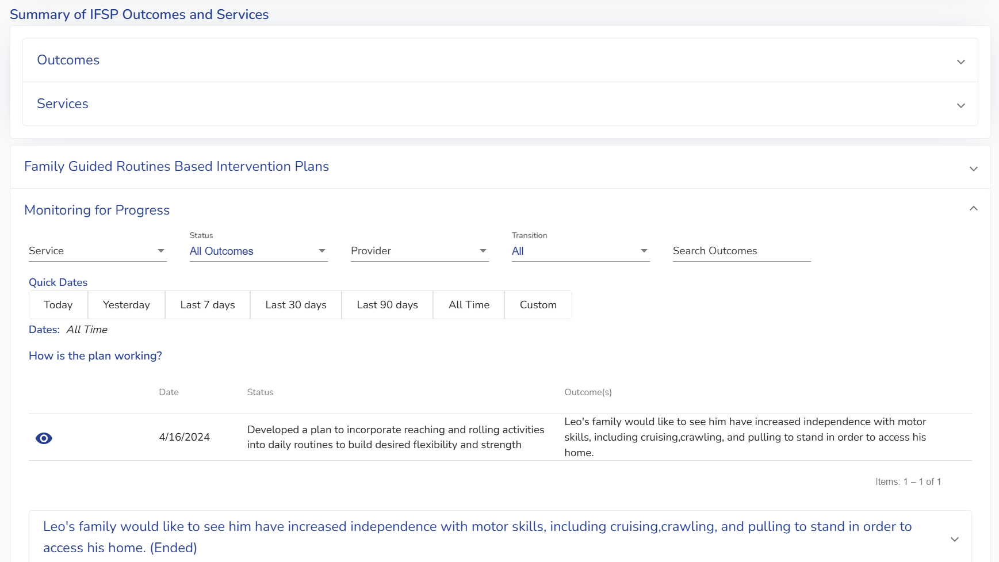 Summary of IFSP Outcomes and Services
Outcomes
Services
Family Guided Routines Based Intervention Plans
Monitoring for Progress
Service
Status
All Outcomes
Provider
Transition
All
Search Outcomes
Quick Dates
Today Yesterday Last 7 days Last 30 days Last 90 days All Time Custom
Dates: All Time
How is the plan working?
Date Status Outcome(s)
4/16/2024
Developed a plan to incorporate reaching and rolling activities
into daily routines to build desired flexibility and strength
Leo's family would like to see him have increased independence with motor
skills, including cruising,crawling, and pulling to stand in order to access his
home.
Items: 1 – 1 of 1
Leo's family would like to see him have increased independence with motor skills, including cruising,crawling, and pulling to stand in order to
access his home. (Ended)